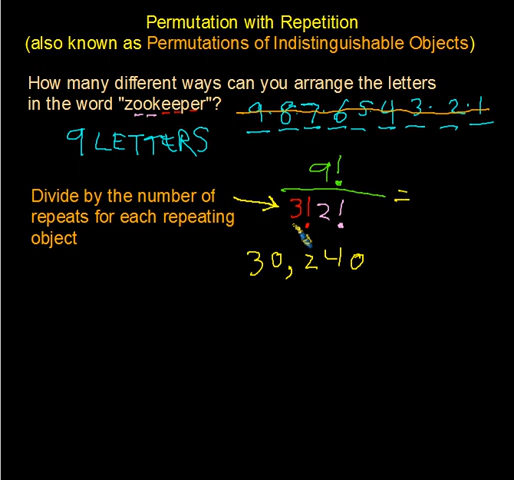 Permutation with Repetition
(also known as Permutations of Indistinguishable Objects)
How many different ways can you arrange the letters
in the word "zookeeper"?
9 8 7 · 6 5 4 3 · 2 · 1
9 LETTERS
9!
3! 2!
=
Divide by the number of
repeats for each repeating
object
30,240